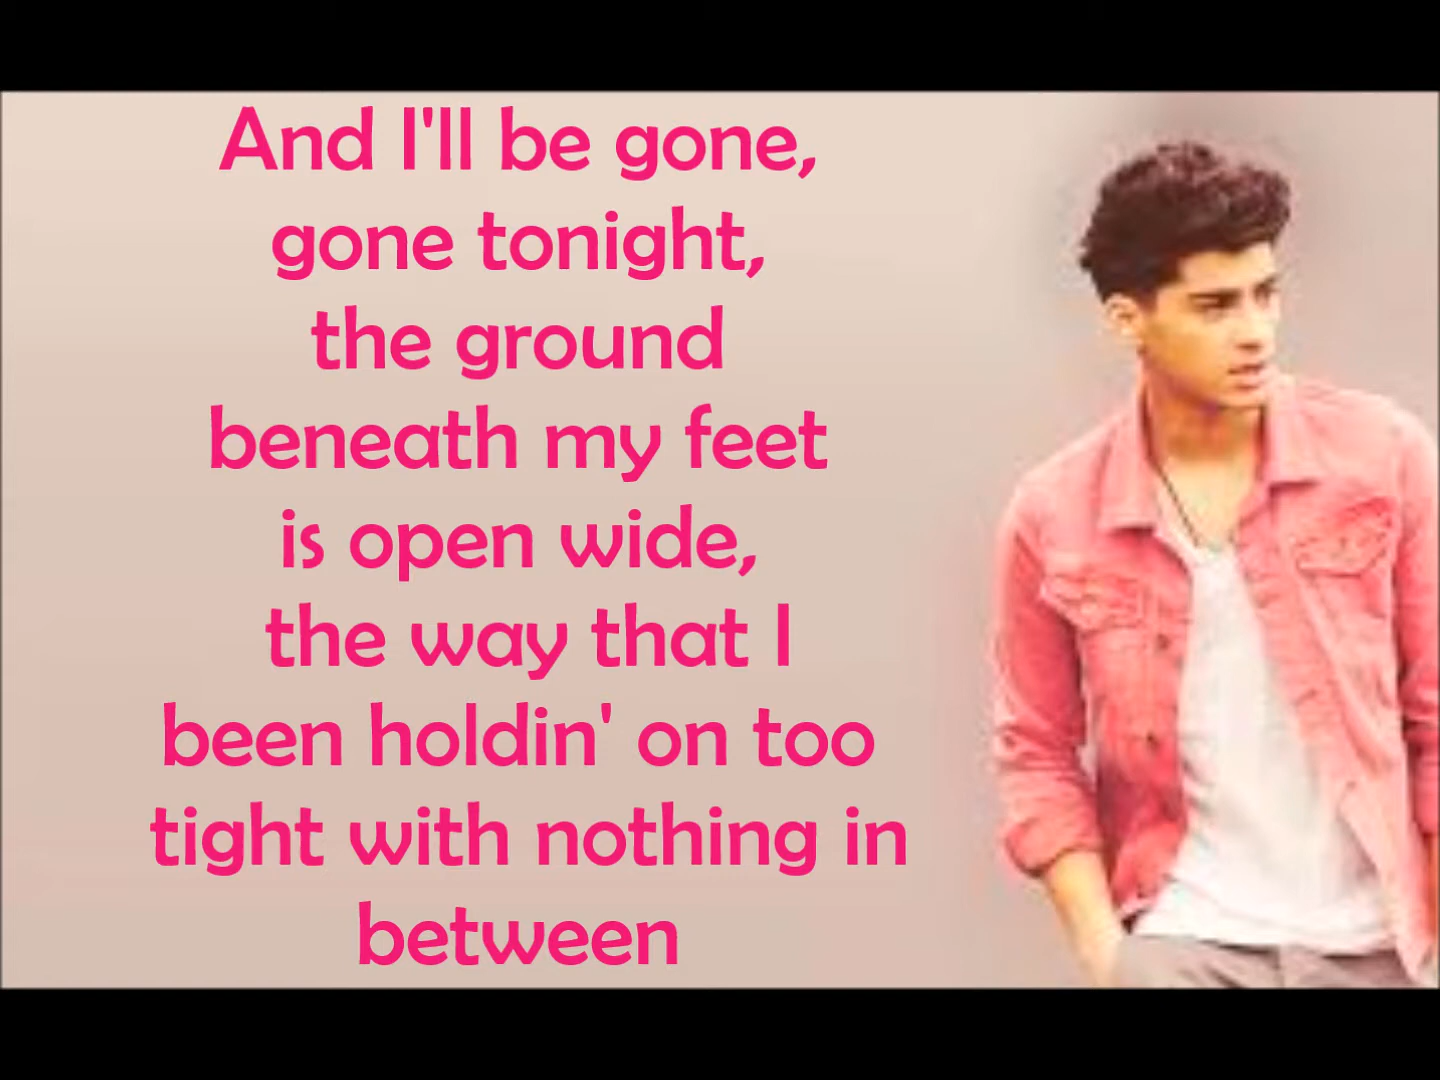 And I'll be gone,
gone tonight,
the ground
beneath my feet
is open wide,
the way that I
been holdin' on too
tight with nothing in
between